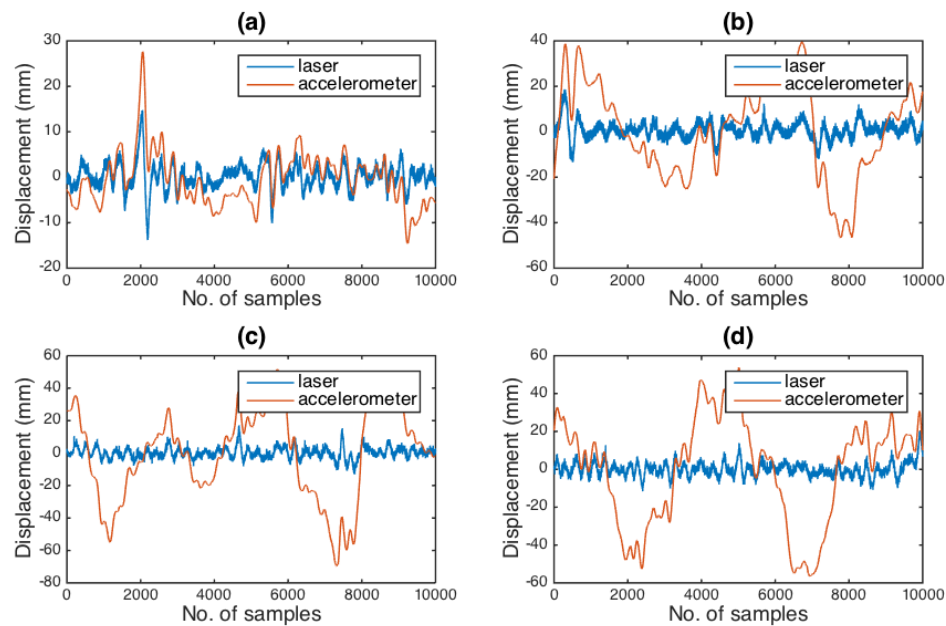 (a)
30
20
10
0
-10
-20
Displacement (mm)
laser
accelerometer
0 2000 4000 6000 8000 10000
No. of samples
(b)
40
20
0
-20
-40
-60
Displacement (mm)
laser
accelerometer
0 2000 4000 6000 8000 10000
No. of samples
(c)
60
40
20
0
-20
-40
-60
-80
Displacement (mm)
laser
accelerometer
0 2000 4000 6000 8000 10000
No. of samples
(d)
60
40
20
0
-20
-40
-60
Displacement (mm)
laser
accelerometer
0 2000 4000 6000 8000 10000
No. of samples